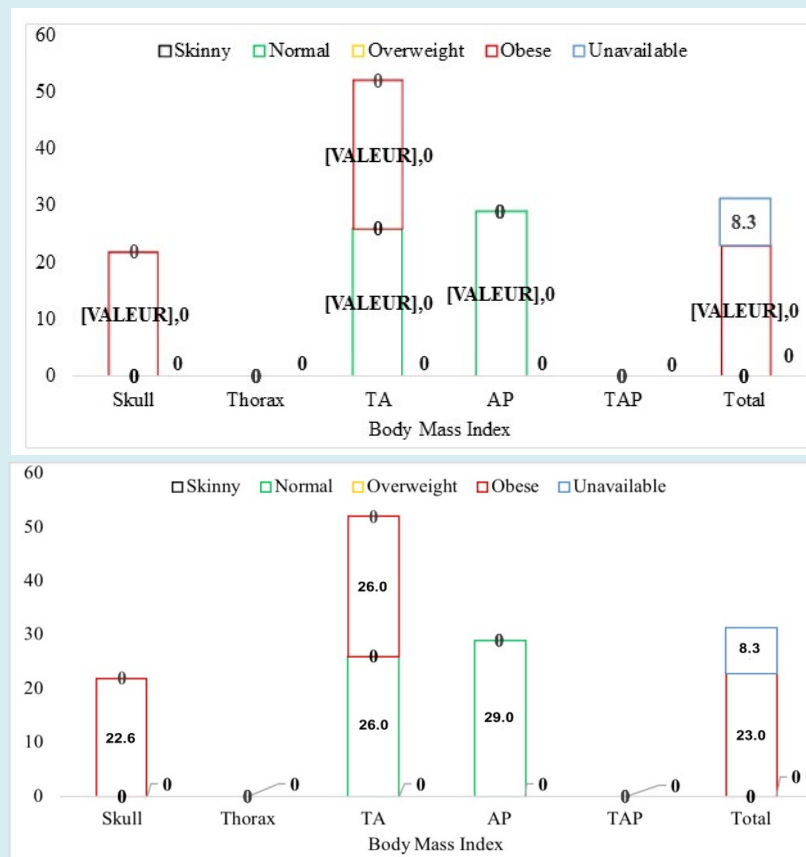 60
Skinny Normal Overweight Obese Unavailable
50
0
40
[VALEUR],0
30
0
8.3
0
0
20
[VALEUR],0 [VALEUR],0 [VALEUR],0 [VALEUR],0
10
0 0 0 0 0 0
0
0 0 0 0
Skull Thorax TA AP TAP Total
Body Mass Index
60
Skinny Normal Overweight Obese Unavailable
50
0
40
26.0
30
0
8.3
0
0
20
22.6 26.0 29.0 23.0
10
0 0 0 0 0 0
0
0 0 0 0
Skull Thorax TA AP TAP Total
Body Mass Index